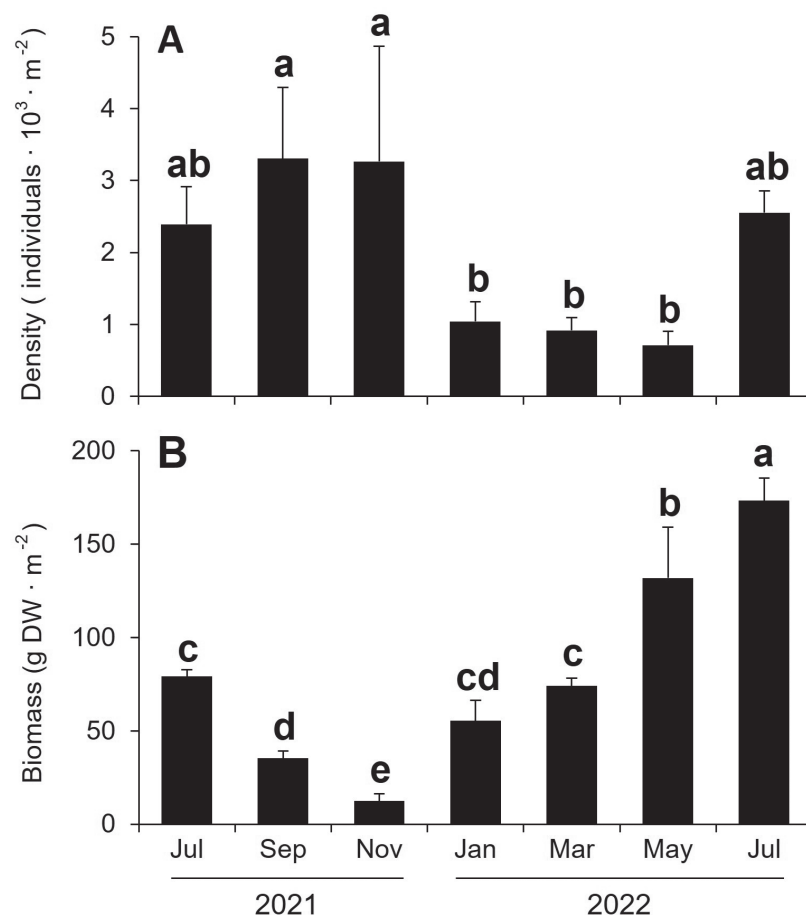 A
Density ( individuals · 10³ · m⁻²)
5
4
3
2
1
0
ab
a
a
b
b
b
ab
B
Biomass (g DW · m⁻²)
200
150
100
50
0
c
d
e
cd
c
b
a
Jul Sep Nov Jan Mar May Jul
2021 2022